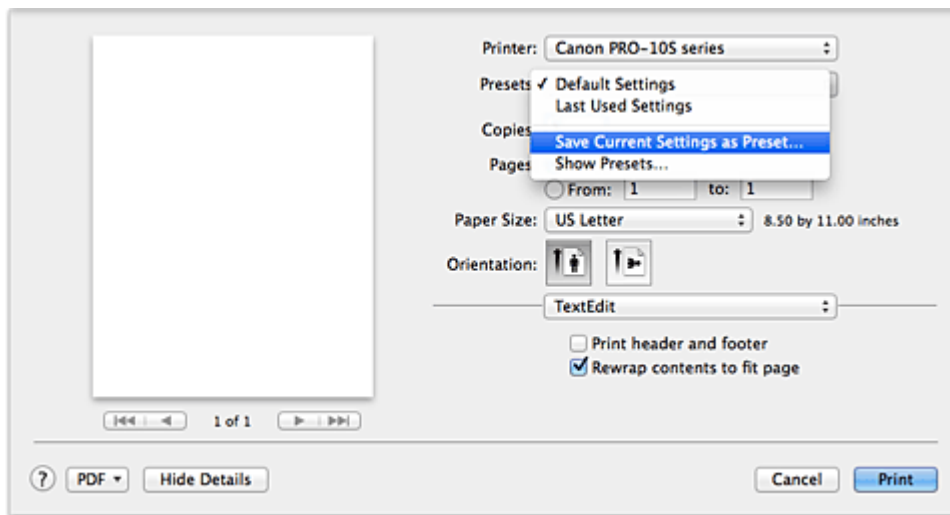 Printer: Canon PRO-10S series
Presets ✓ Default Settings
Last Used Settings
Copies
Save Current Settings as Preset...
Pages Show Presets...
From: 1 to: 1
Paper Size: US Letter 8.50 by 11.00 inches
Orientation:
TextEdit
Print header and footer
Rewrap contents to fit page
1 of 1
? PDF Hide Details Cancel Print